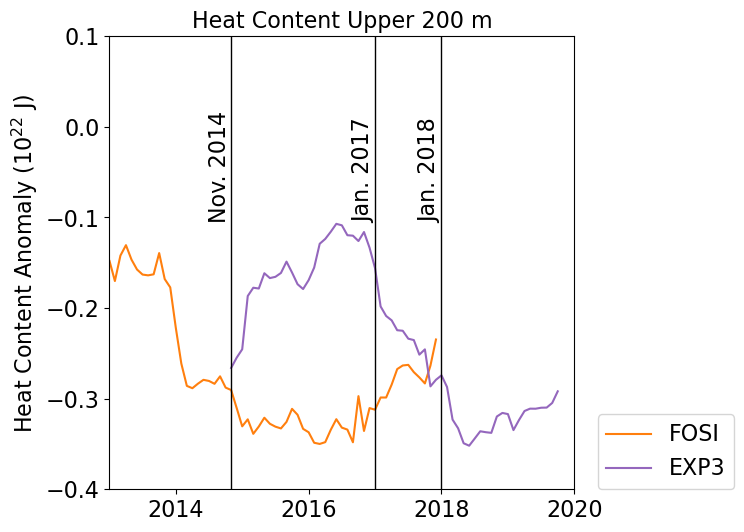 Heat Content Upper 200 m
Heat Content Anomaly (10²² J)
0.1
0.0
−0.1
−0.2
−0.3
−0.4
Nov. 2014
Jan. 2017
Jan. 2018
2014
2016
2018
2020
FOSI
EXP3